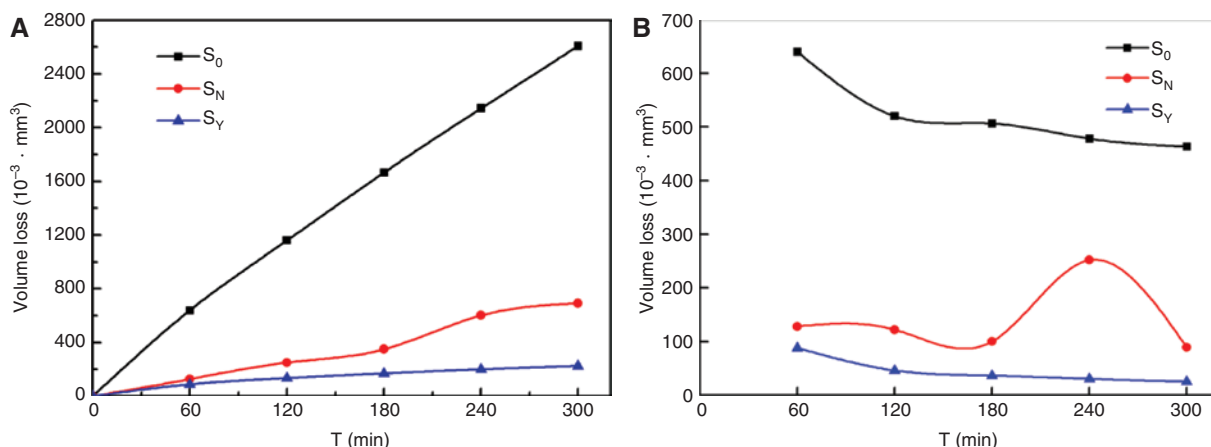 A
2800
2400
2000
1600
1200
800
400
0
Volume loss (10⁻³ · mm³)
S₀
S_N
S_Y
0 60 120 180 240 300
T (min)
B
700
600
500
400
300
200
100
0
Volume loss (10⁻³ · mm³)
S₀
S_N
S_Y
0 60 120 180 240 300
T (min)